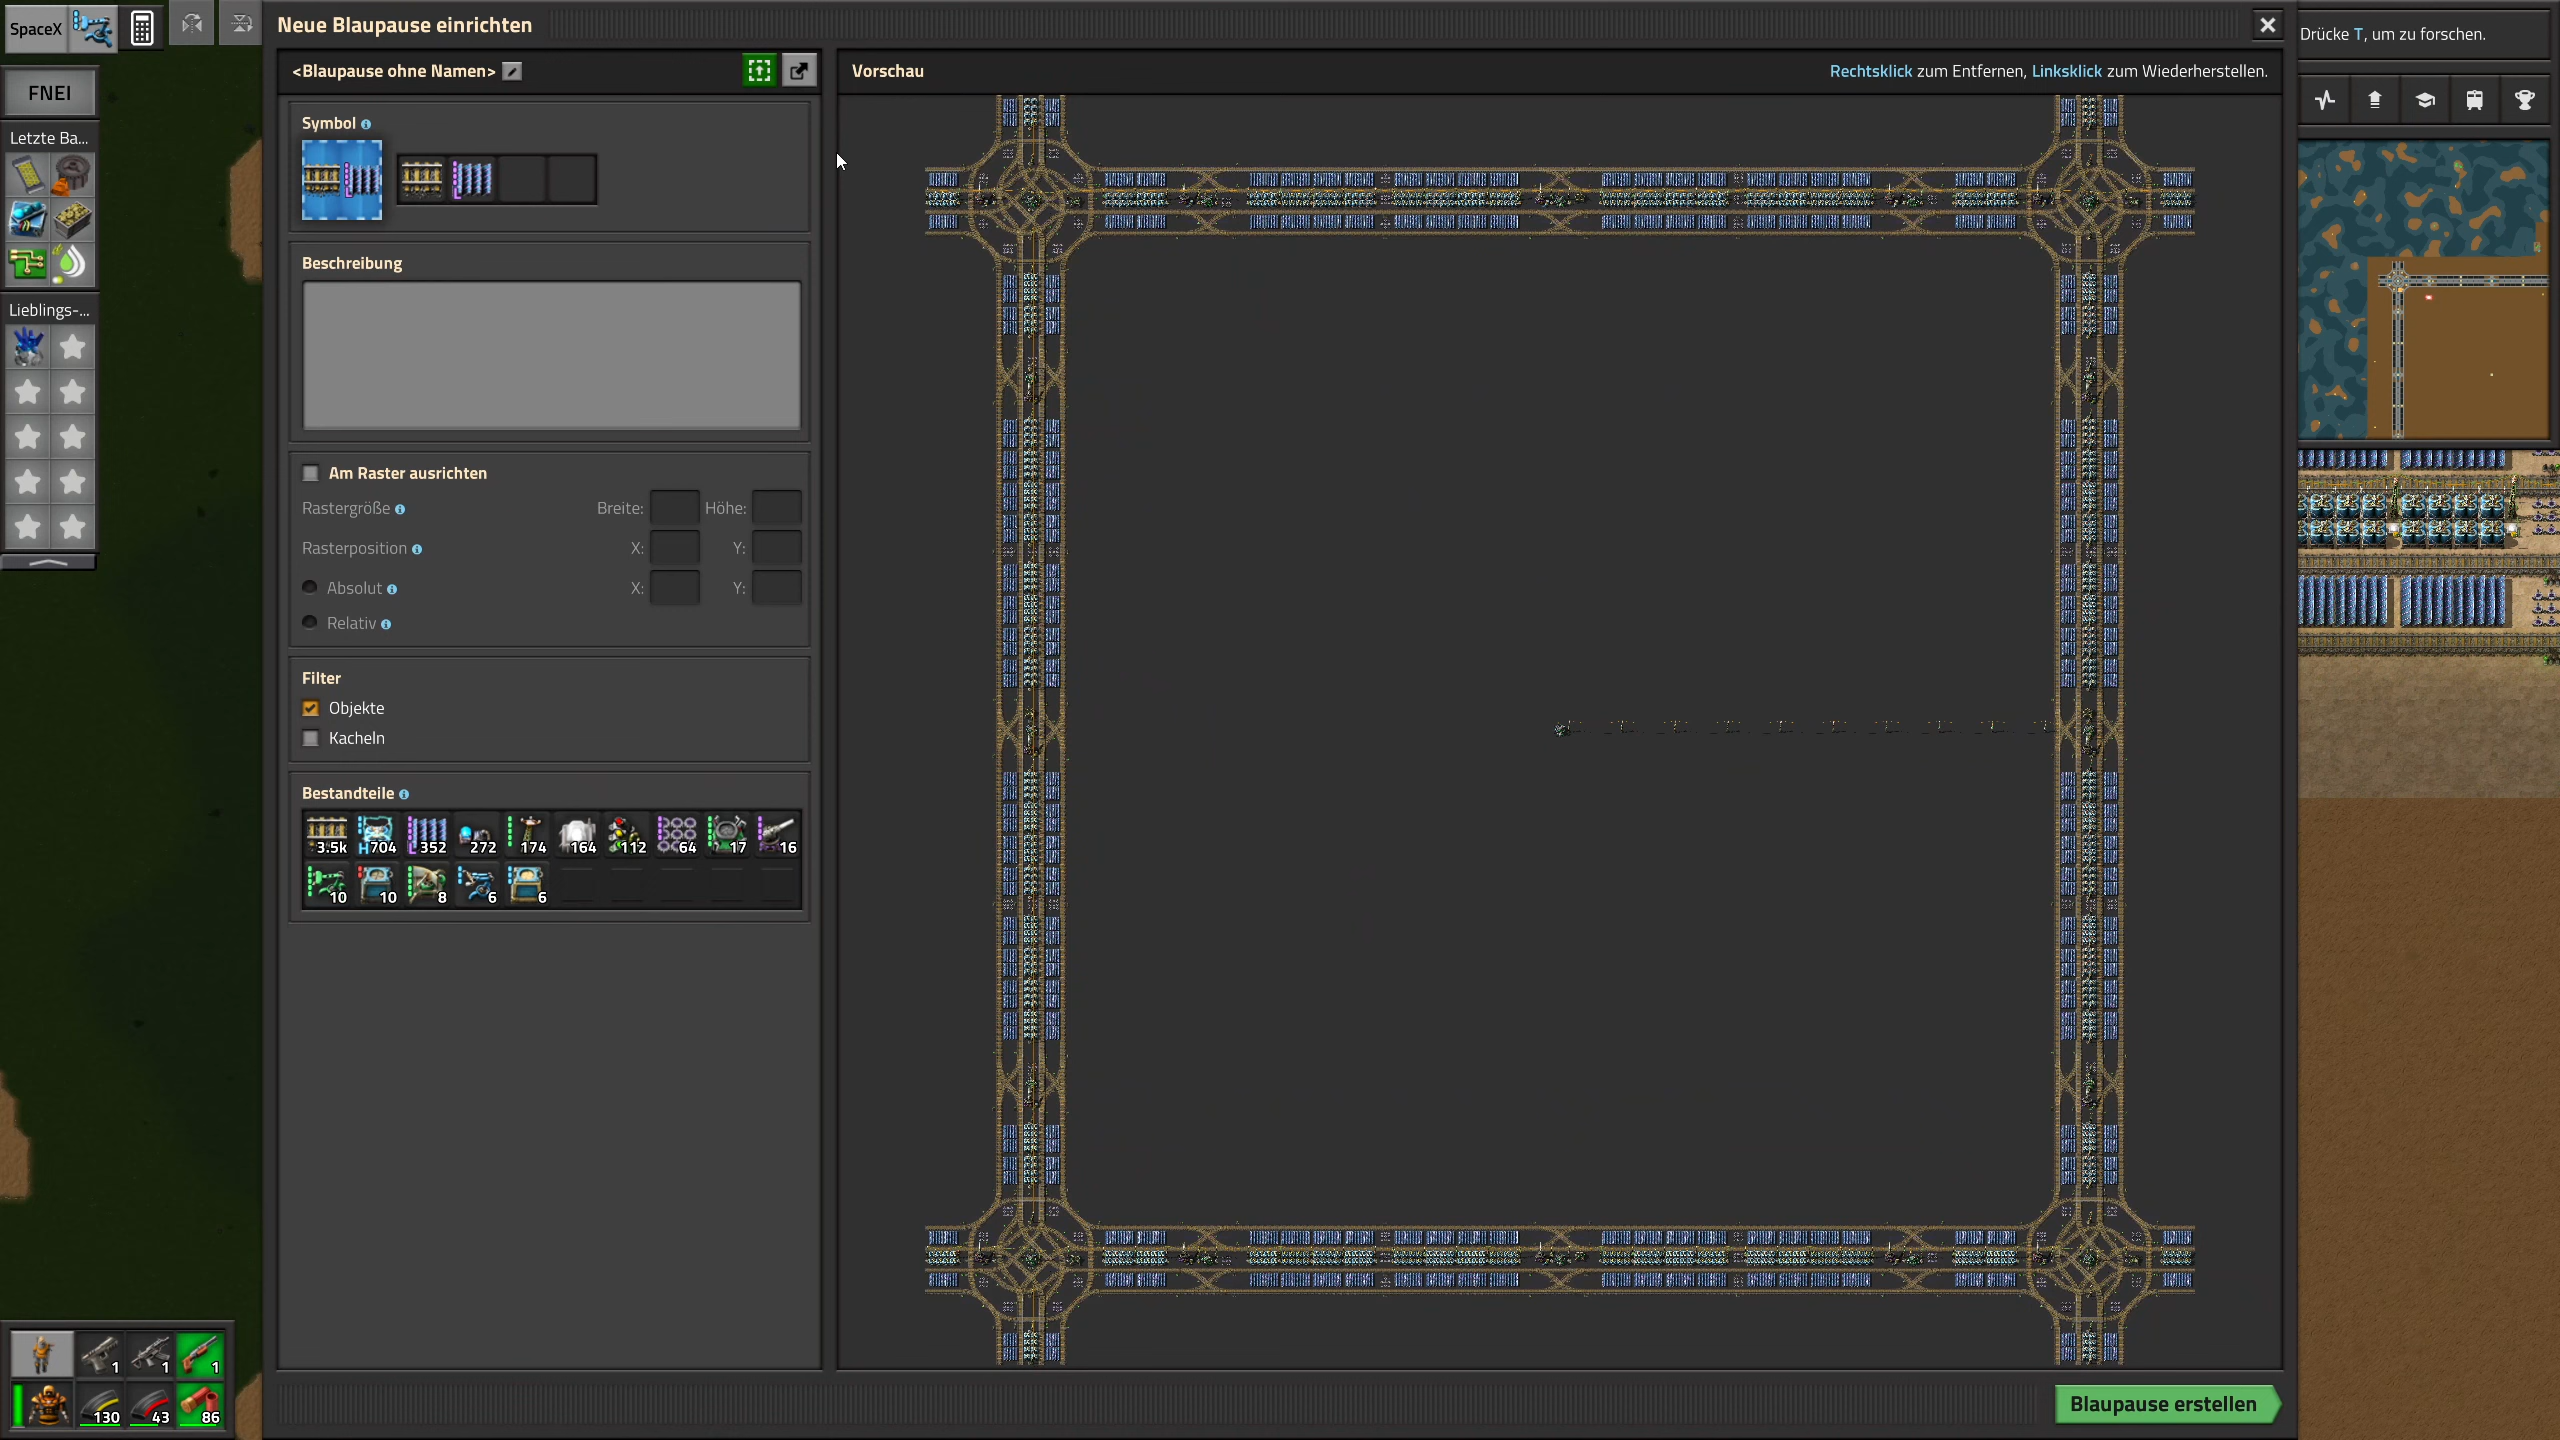 SpaceX
FNEI
Letzte Ba...
Lieblings-...
1
1
1
130
43
86
Neue Blaupause einrichten
<Blaupause ohne Namen>
Symbol
Beschreibung
Am Raster ausrichten
Rastergröße Breite: Höhe:
Rasterposition X: Y:
Absolut X: Y:
Relativ
Filter
Objekte
Kacheln
Bestandteile
3.5k H704 352 272 174 164 112 64 17 16
10 10 8 6 6
Vorschau
Rechtsklick zum Entfernen, Linksklick zum Wiederherstellen.
Blaupause erstellen
Drücke T, um zu forschen.